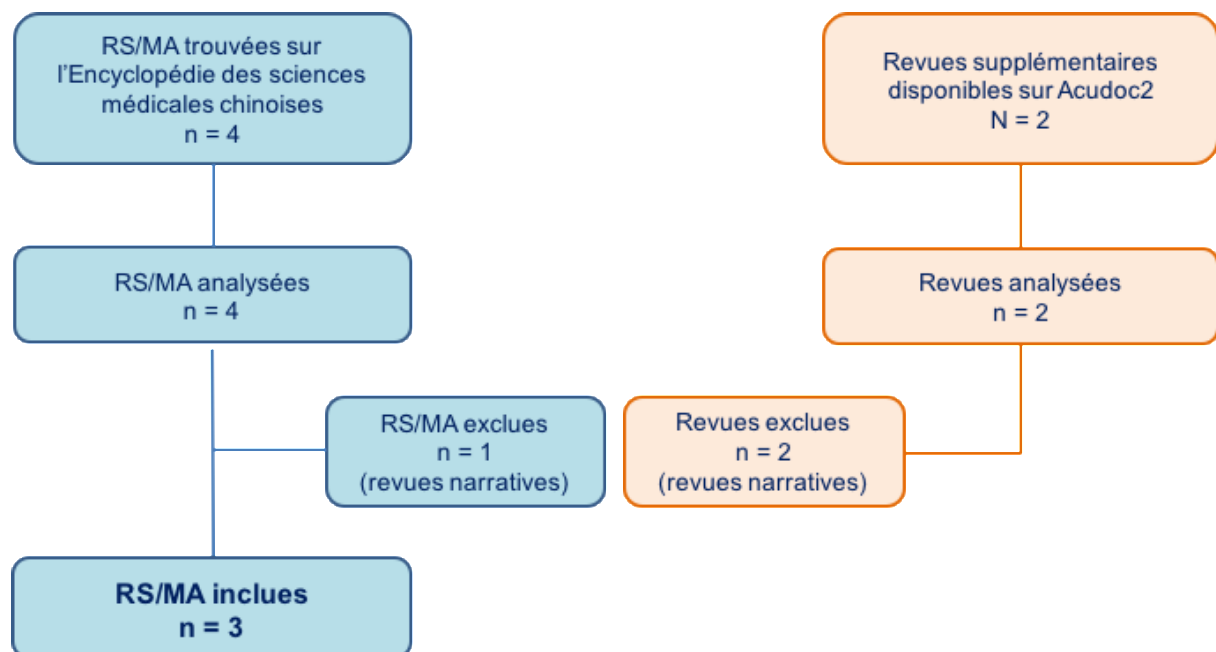 RS/MA trouvées sur
l'Encyclopédie des sciences
médicales chinoises
n = 4
Revues supplémentaires
disponibles sur Acudoc2
N = 2
RS/MA analysées
n = 4
Revues analysées
n = 2
RS/MA exclues
n = 1
(revues narratives)
Revues exclues
n = 2
(revues narratives)
RS/MA inclues
n = 3